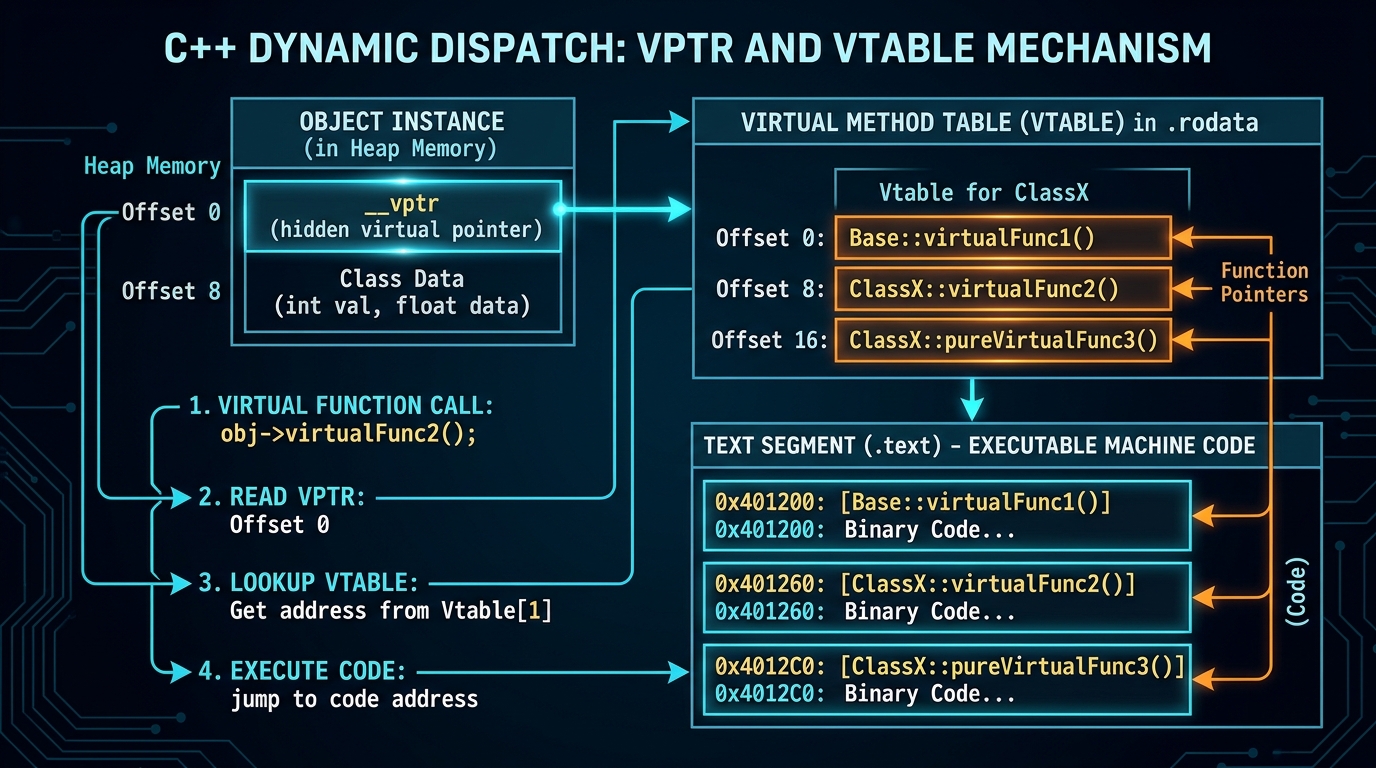 C++ DYNAMIC DISPATCH: VPTR AND VTABLE MECHANISM
OBJECT INSTANCE
(in Heap Memory)
Heap Memory
Offset 0
__vptr
(hidden virtual pointer)
Offset 8
Class Data
(int val, float data)
VIRTUAL METHOD TABLE (VTABLE) in .rodata
Vtable for ClassX
Offset 0: Base::virtualFunc1()
Offset 8: ClassX::virtualFunc2()
Offset 16: ClassX::pureVirtualFunc3()
Function
Pointers
1. VIRTUAL FUNCTION CALL:
obj->virtualFunc2();
2. READ VPTR:
Offset 0
3. LOOKUP VTABLE:
Get address from Vtable[1]
4. EXECUTE CODE:
jump to code address
TEXT SEGMENT (.text) – EXECUTABLE MACHINE CODE
0x401200: [Base::virtualFunc1()]
0x401200: Binary Code...
0x401260: [ClassX::virtualFunc2()]
0x401260: Binary Code...
0x4012C0: [ClassX::pureVirtualFunc3()]
0x4012C0: Binary Code...
(Code)